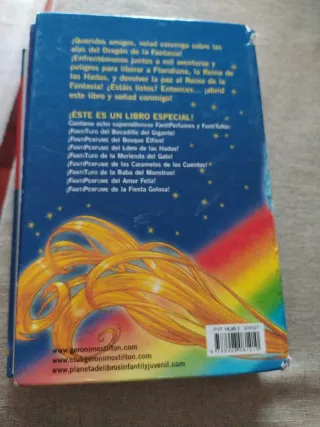 ¡Queridos amigos, volad conmigo sobre las
alas del Dragón de la Fantasía!
¡Enfrentémonos juntos a mil aventuras y
peligros para liberar a Floridiana, la Reina de
las Hadas, y devolver la paz al Reino de la
Fantasía! ¿Estáis listos? Entonces... ¡abrid
este libro y soñad conmigo!
¡ÉSTE ES UN LIBRO ESPECIAL!
Contiene ocho superolénticos FantiPerfumes y FantiTufos:
¡FantiTufo del Bocadillo del Gigante!
¡FantiPerfume del Bosque Élfico!
¡FantiPerfume del Libro de las Hadas!
¡FantiTufo de la Merienda del Gato!
¡FantiPerfume de los Caramelos de los Cuentos!
¡FantiTufo de la Baba del Monstruo!
¡FantiPerfume del Amor Feliz!
¡FantiPerfume de la Fiesta Golosa!
www.geronimostilton.com
www.clubgeronimostilton.com
www.planetadelibrosinfantilyjuvenil.com
PVP